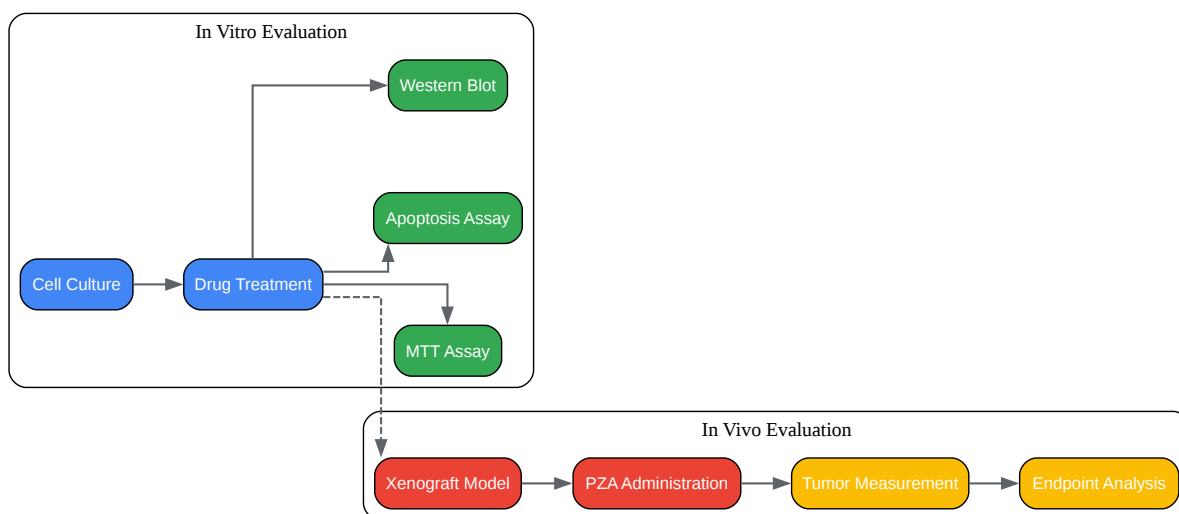 In Vitro Evaluation
Western Blot
Apoptosis Assay
Cell Culture
Drug Treatment
MTT Assay
In Vivo Evaluation
Xenograft Model
PZA Administration
Tumor Measurement
Endpoint Analysis